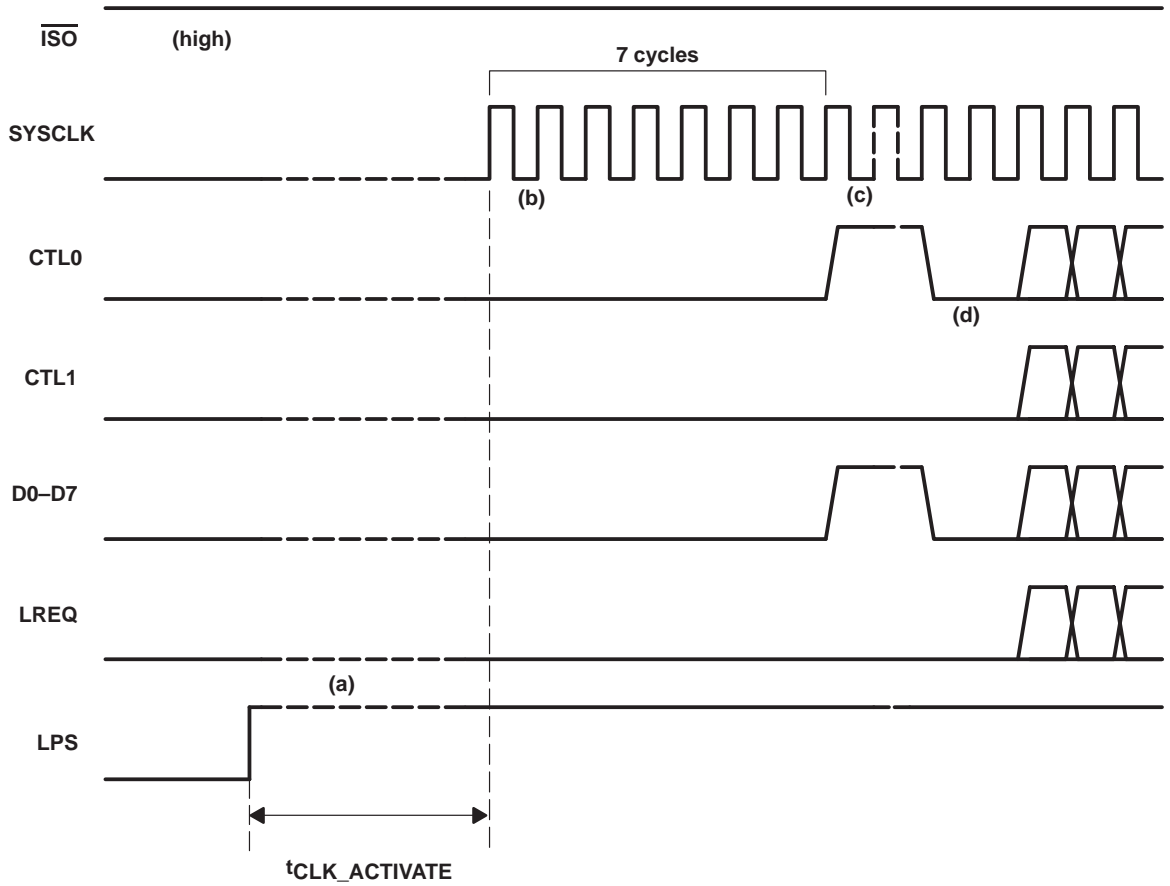 ISO (high)
7 cycles
SYSCLK
(b) (c)
CTL0
(d)
CTL1
D0–D7
LREQ
(a)
LPS
tCLK_ACTIVATE